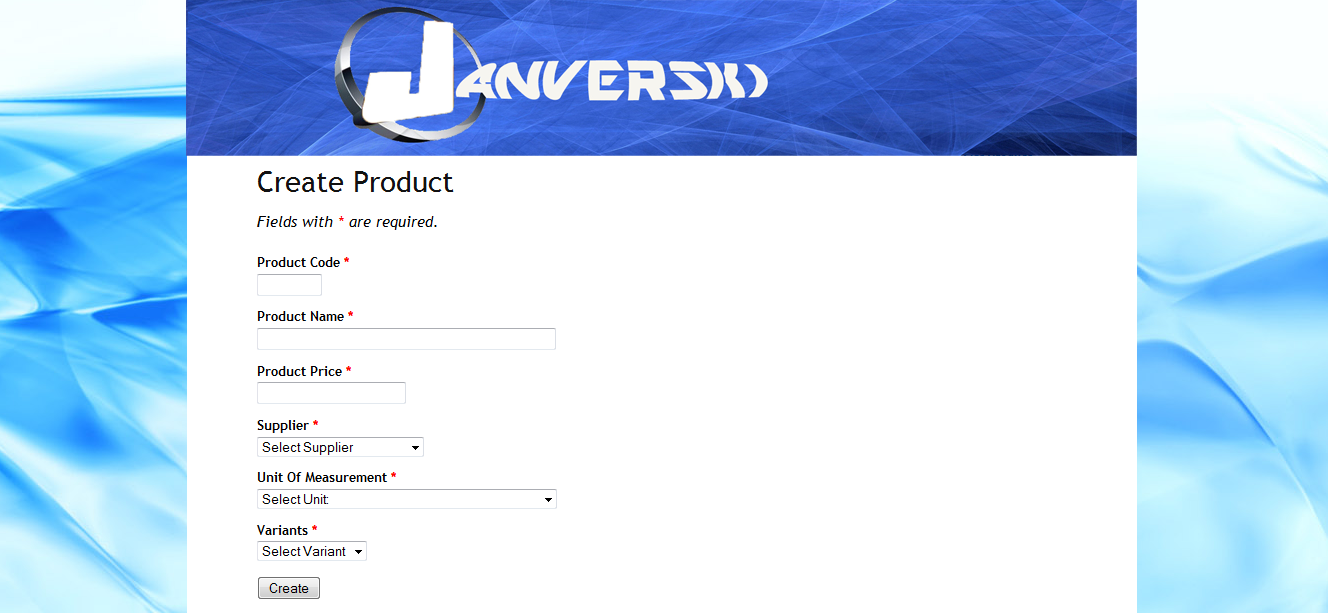 JANVERSKI
Create Product
Fields with * are required.
Product Code *
Product Name *
Product Price *
Supplier *
Select Supplier
Unit Of Measurement *
Select Unit
Variants *
Select Variant
Create